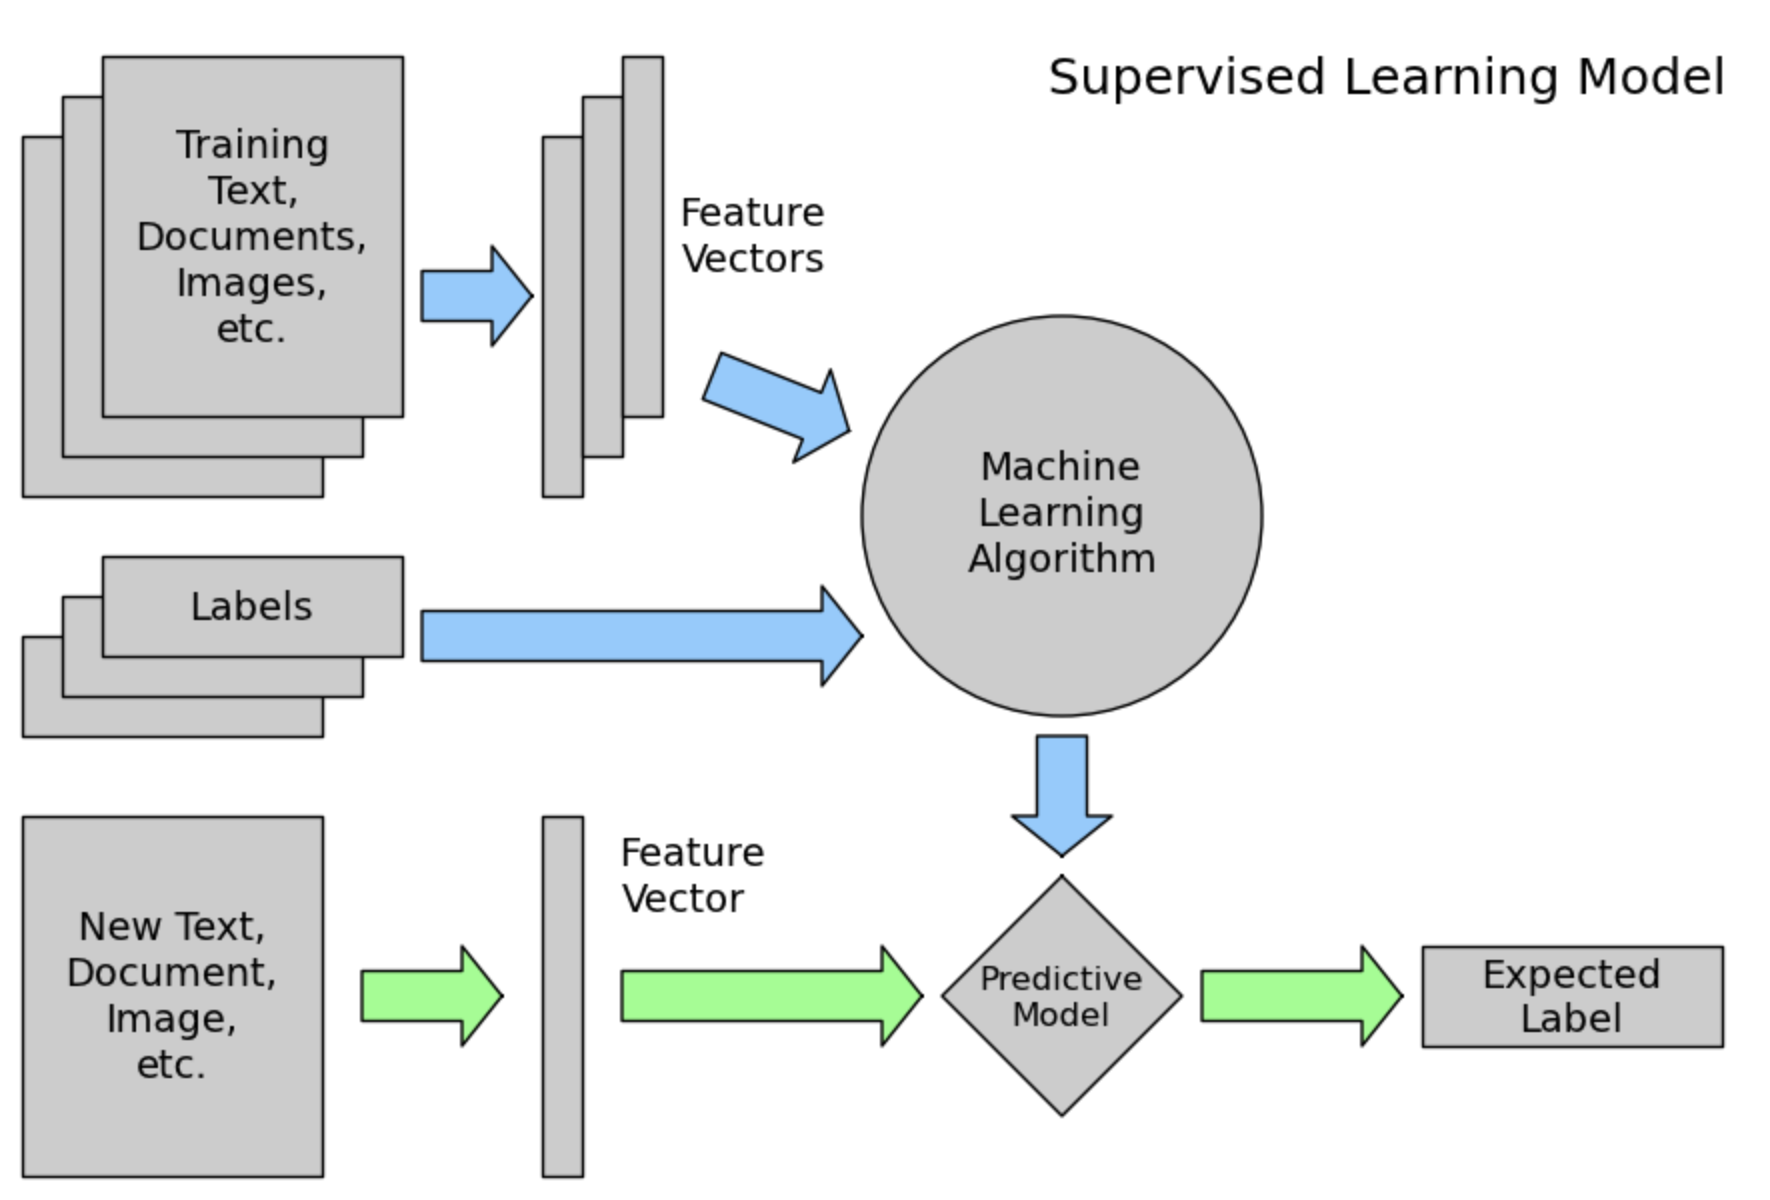 Supervised Learning Model
Training
Text,
Documents,
Images,
etc.
Feature
Vectors
Machine
Learning
Algorithm
Labels
New Text,
Document,
Image,
etc.
Feature
Vector
Predictive
Model
Expected
Label